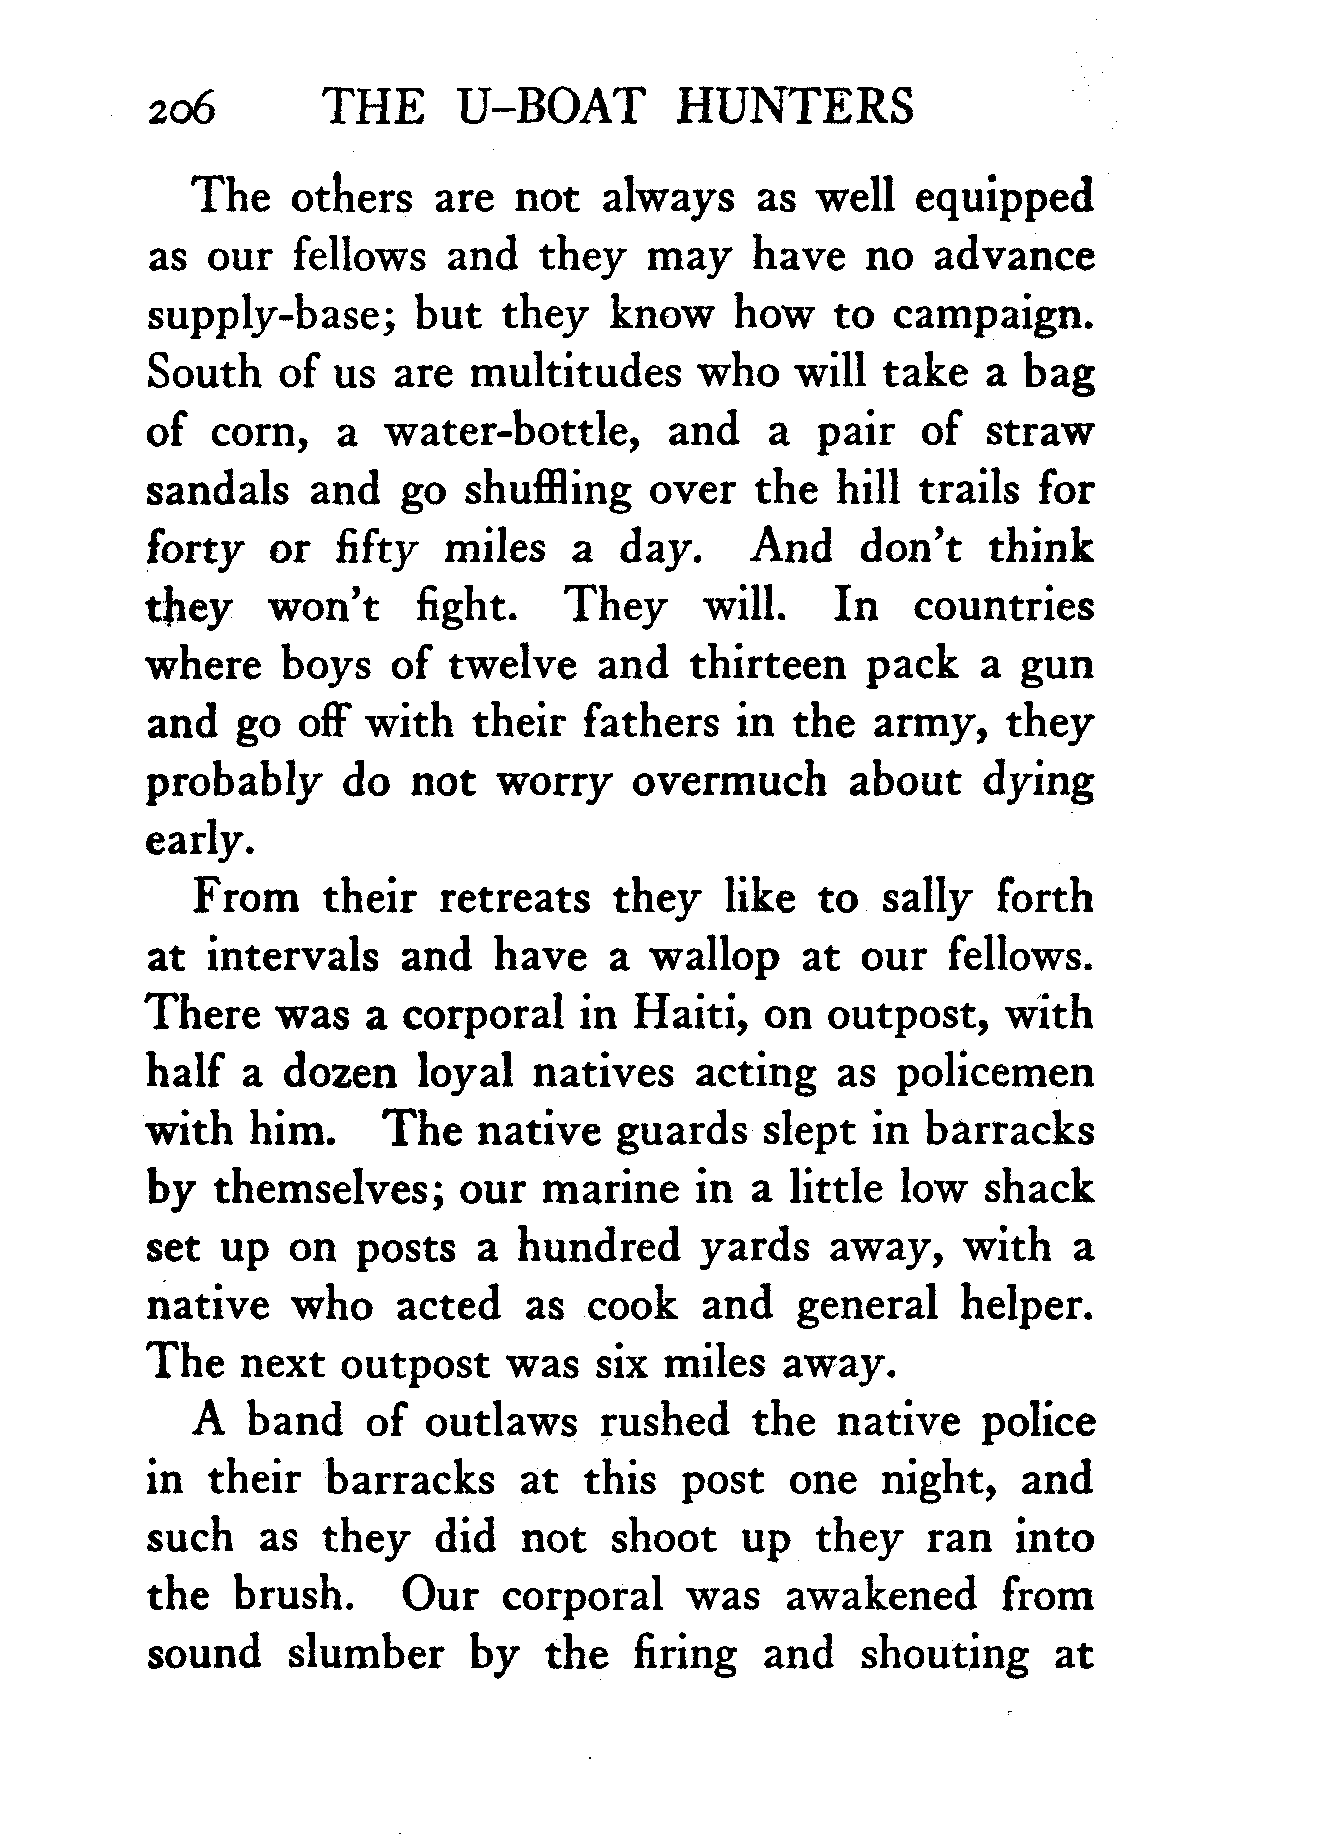 206 THE U-BOAT HUNTERS
The others are not always as well equipped
as our fellows and they may have no advance
supply-base; but they know how to campaign.
South of us are multitudes who will take a bag
of corn, a water-bottle, and a pair of straw
sandals and go shuffling over the hill trails for
forty or fifty miles a day. And don't think
they won't fight. They will. In countries
where boys of twelve and thirteen pack a gun
and go off with their fathers in the army, they
probably do not worry overmuch about dying
early.
From their retreats they like to sally forth
at intervals and have a wallop at our fellows.
There was a corporal in Haiti, on outpost, with
half a dozen loyal natives acting as policemen
with him. The native guards slept in barracks
by themselves; our marine in a little low shack
set up on posts a hundred yards away, with a
native who acted as cook and general helper.
The next outpost was six miles away.
A band of outlaws rushed the native police
in their barracks at this post one night, and
such as they did not shoot up they ran into
the brush. Our corporal was awakened from
sound slumber by the firing and shouting at